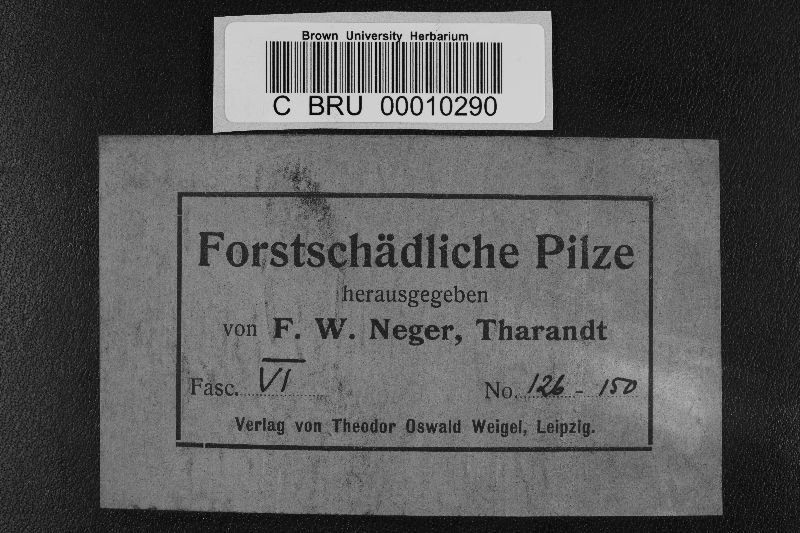 Brown University Herbarium
C BRU 00010290
Forstschädliche Pilze
herausgegeben
von F. W. Neger, Tharandt
Fasc. VI No. 126 - 150
Verlag von Theodor Oswald Weigel, Leipzig.